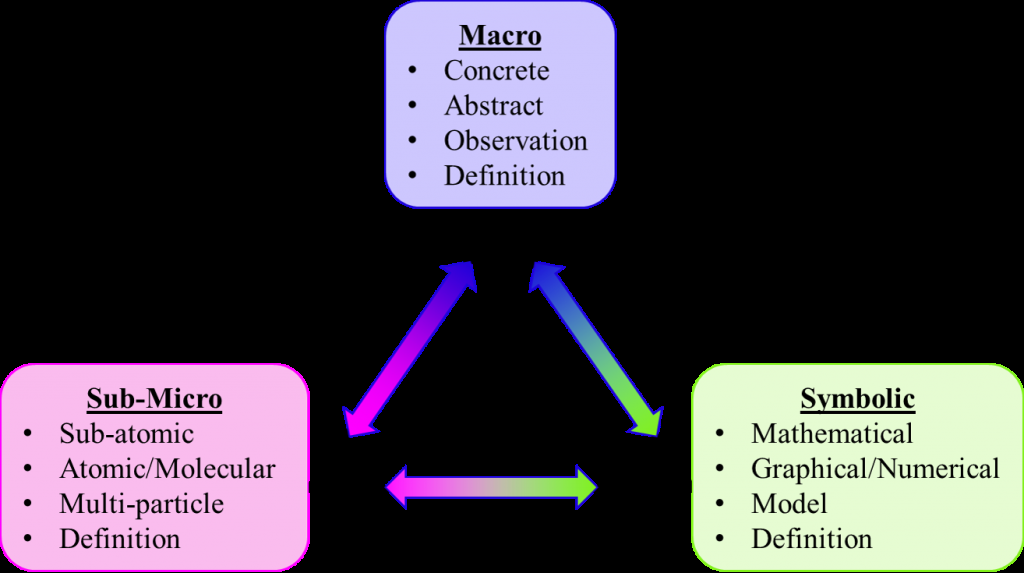 Macro
• Concrete
• Abstract
• Observation
• Definition
Sub-Micro
• Sub-atomic
• Atomic/Molecular
• Multi-particle
• Definition
Symbolic
• Mathematical
• Graphical/Numerical
• Model
• Definition